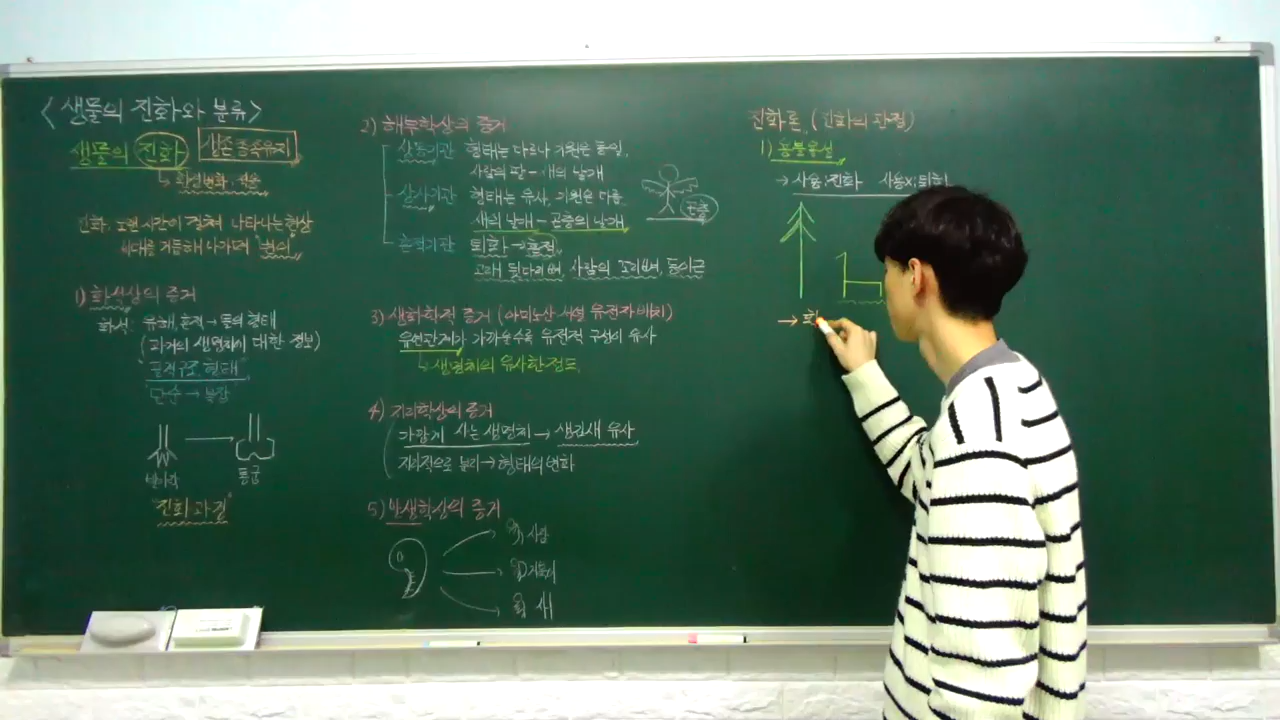 < 생물의 진화와 분류 >
생물의 진화 생존 종족유지
환경변화, 적응
진화: 오랜 시간에 걸쳐 나타나는 현상
세대를 거듭해 나가면서 "변이"
1) 화석상의 증거
화석: 유해, 흔적 → 돌의 형태
(과거의 생명체에 대한 정보)
"골격구조, 형태"
단순 → 복잡
"진화 과정"
2) 해부학상의 증거
상동기관 형태는 다르나 기원은 동일,
사람의 팔 - 새의 날개
상사기관 형태는 유사, 기원은 다름
새의 날개 - 곤충의 날개
흔적기관 퇴화 → 흔적,
고래 뒷다리뼈, 사람의 꼬리뼈, 동이근
3) 생화학적 증거 (아미노산 서열 유전자 배치)
유연관계가 가까울수록 유전적 구성이 유사
생명체의 유사한 정도
4) 지리학상의 증거
가깝게 사는 생명체 → 생김새 유사
지리적으로 분리 → 형태의 변화
5) 발생학상의 증거
사람
새
진화론, (진화의 관점)
1) 용불용설
→ 사용: 진화 사용x: 퇴화
→ 획